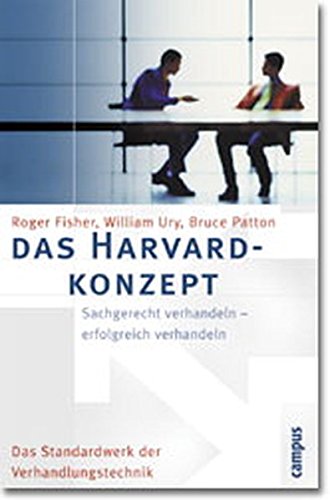 Roger Fisher, William Ury, Bruce Patton
DAS HARVARD-
KONZEPT
Sachgerecht verhandeln –
erfolgreich verhandeln
Das Standardwerk der
Verhandlungstechnik
campus